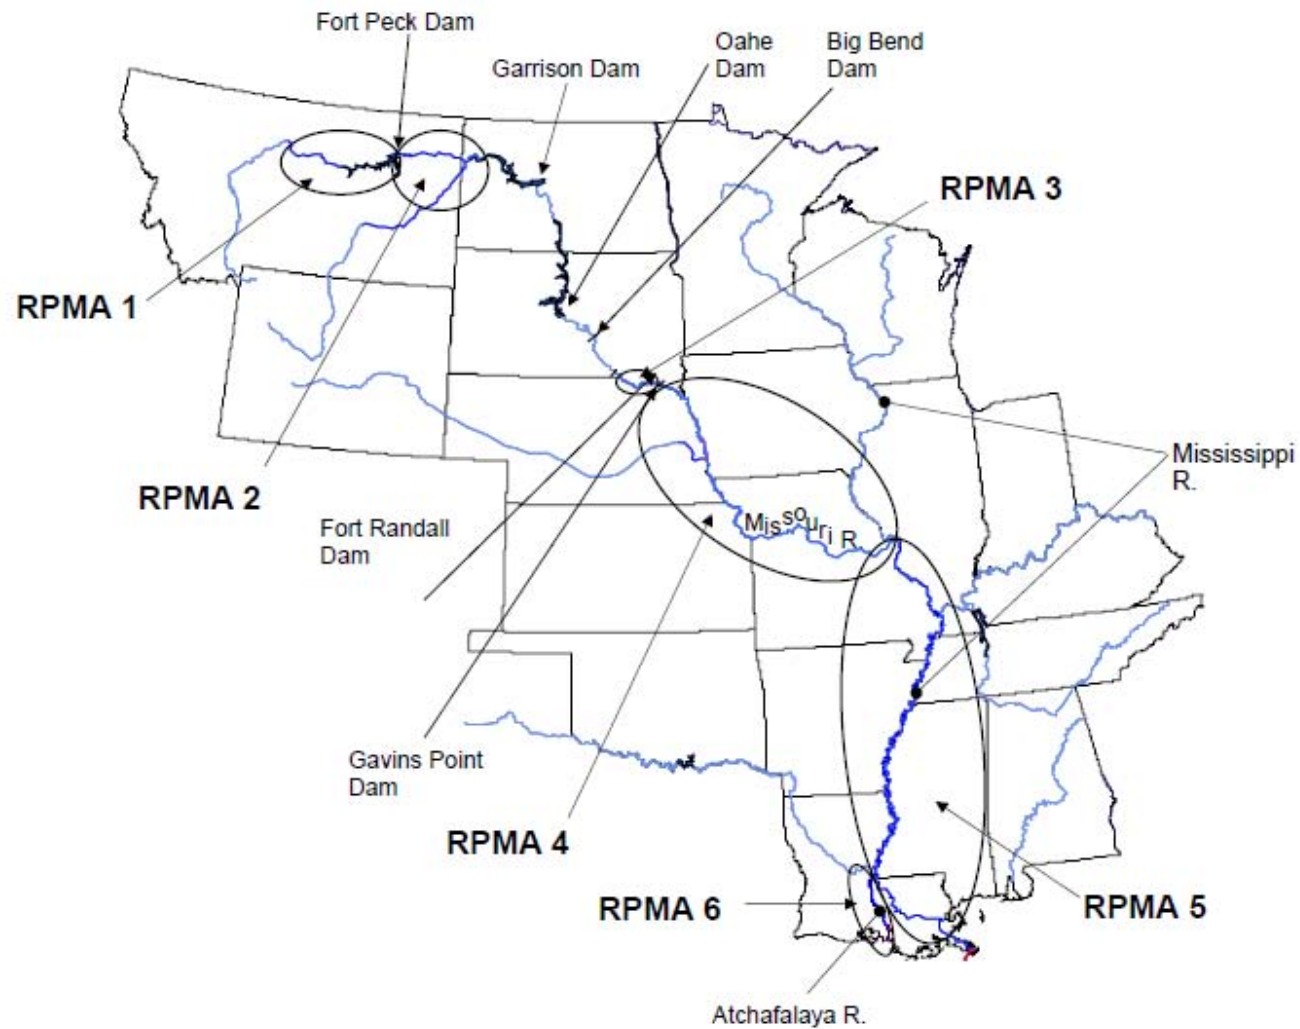 Fort Peck Dam
Garrison Dam
Oahe
Dam
Big Bend
Dam
RPMA 3
RPMA 1
RPMA 2
Mississippi
R.
Fort Randall
Dam
Missouri R
Gavins Point
Dam
RPMA 4
RPMA 6
RPMA 5
Atchafalaya R.